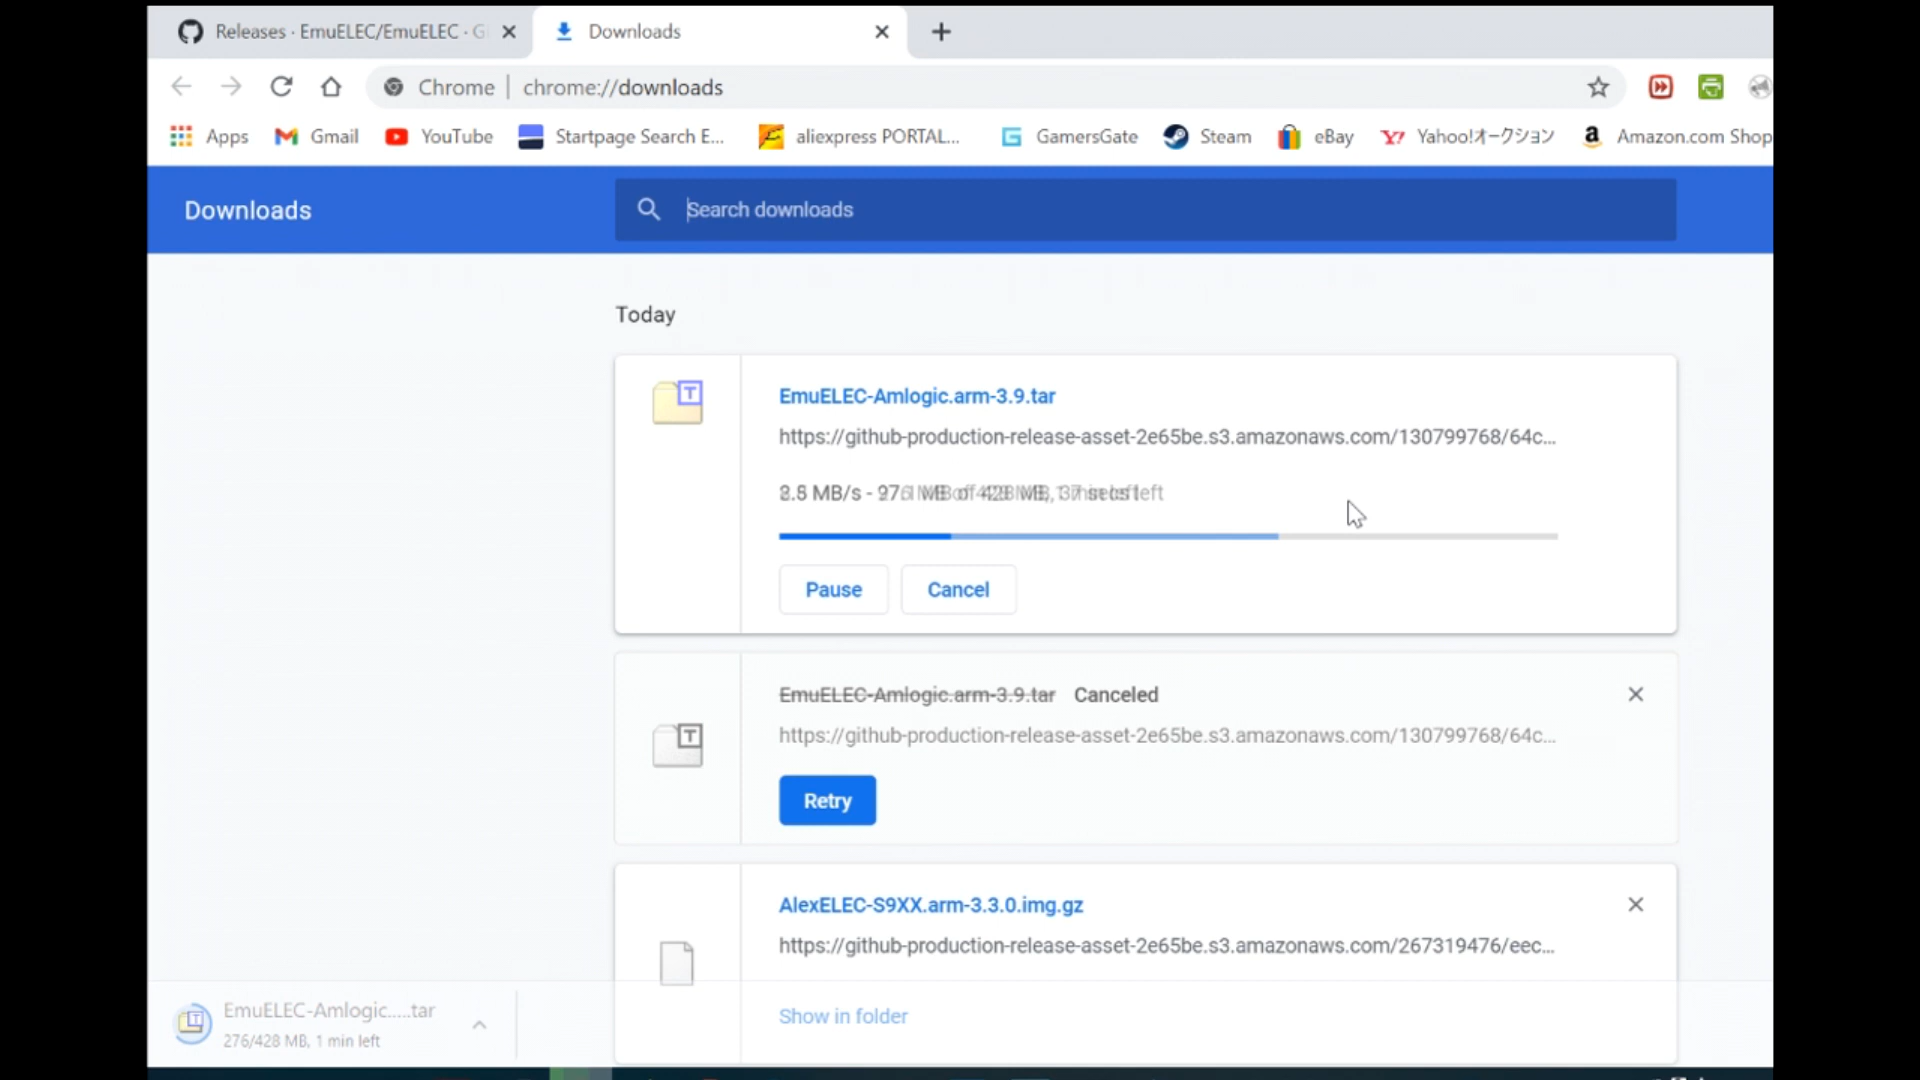 Releases · EmuELEC/EmuELEC · G
Downloads
Chrome | chrome://downloads
Apps Gmail YouTube Startpage Search E... aliexpress PORTAL... GamersGate Steam eBay Yahoo!オークション Amazon.com Shop
Downloads
Search downloads
Today
EmuELEC-Amlogic.arm-3.9.tar
https://github-production-release-asset-2e65be.s3.amazonaws.com/130799768/64c...
MB/s -
Pause Cancel
EmuELEC-Amlogic.arm-3.9.tar Canceled
https://github-production-release-asset-2e65be.s3.amazonaws.com/130799768/64c...
Retry
AlexELEC-S9XX.arm-3.3.0.img.gz
https://github-production-release-asset-2e65be.s3.amazonaws.com/267319476/eec...
Show in folder
EmuELEC-Amlogic.....tar
276/428 MB, 1 min left